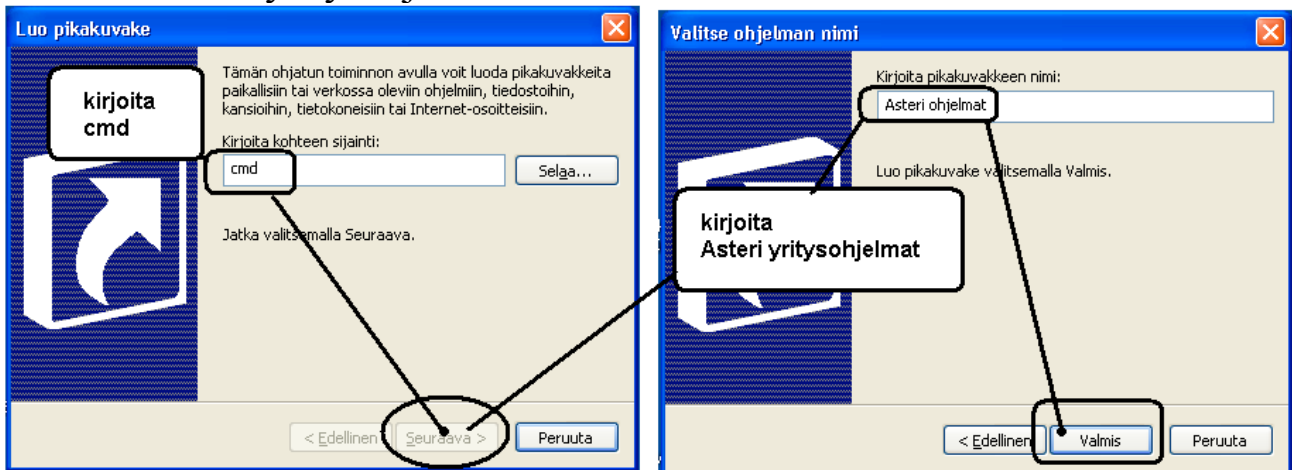 Luo pikakuvake
kirjoita
cmd
Tämän ohjatun toiminnon avulla voit luoda pikakuvakkeita
paikallisiin tai verkossa oleviin ohjelmiin, tiedostoihin,
kansioihin, tietokoneisiin tai Internet-osoitteisiin.
Kirjoita kohteen sijainti:
cmd
Selaa...
Jatka valitsemalla Seuraava.
< Edellinen
Seuraava >
Peruuta
Valitse ohjelman nimi
Kirjoita pikakuvakkeen nimi:
Asteri ohjelmat
Luo pikakuvake valitsemalla Valmis.
kirjoita
Asteri yritysohjelmat
< Edellinen
Valmis
Peruuta